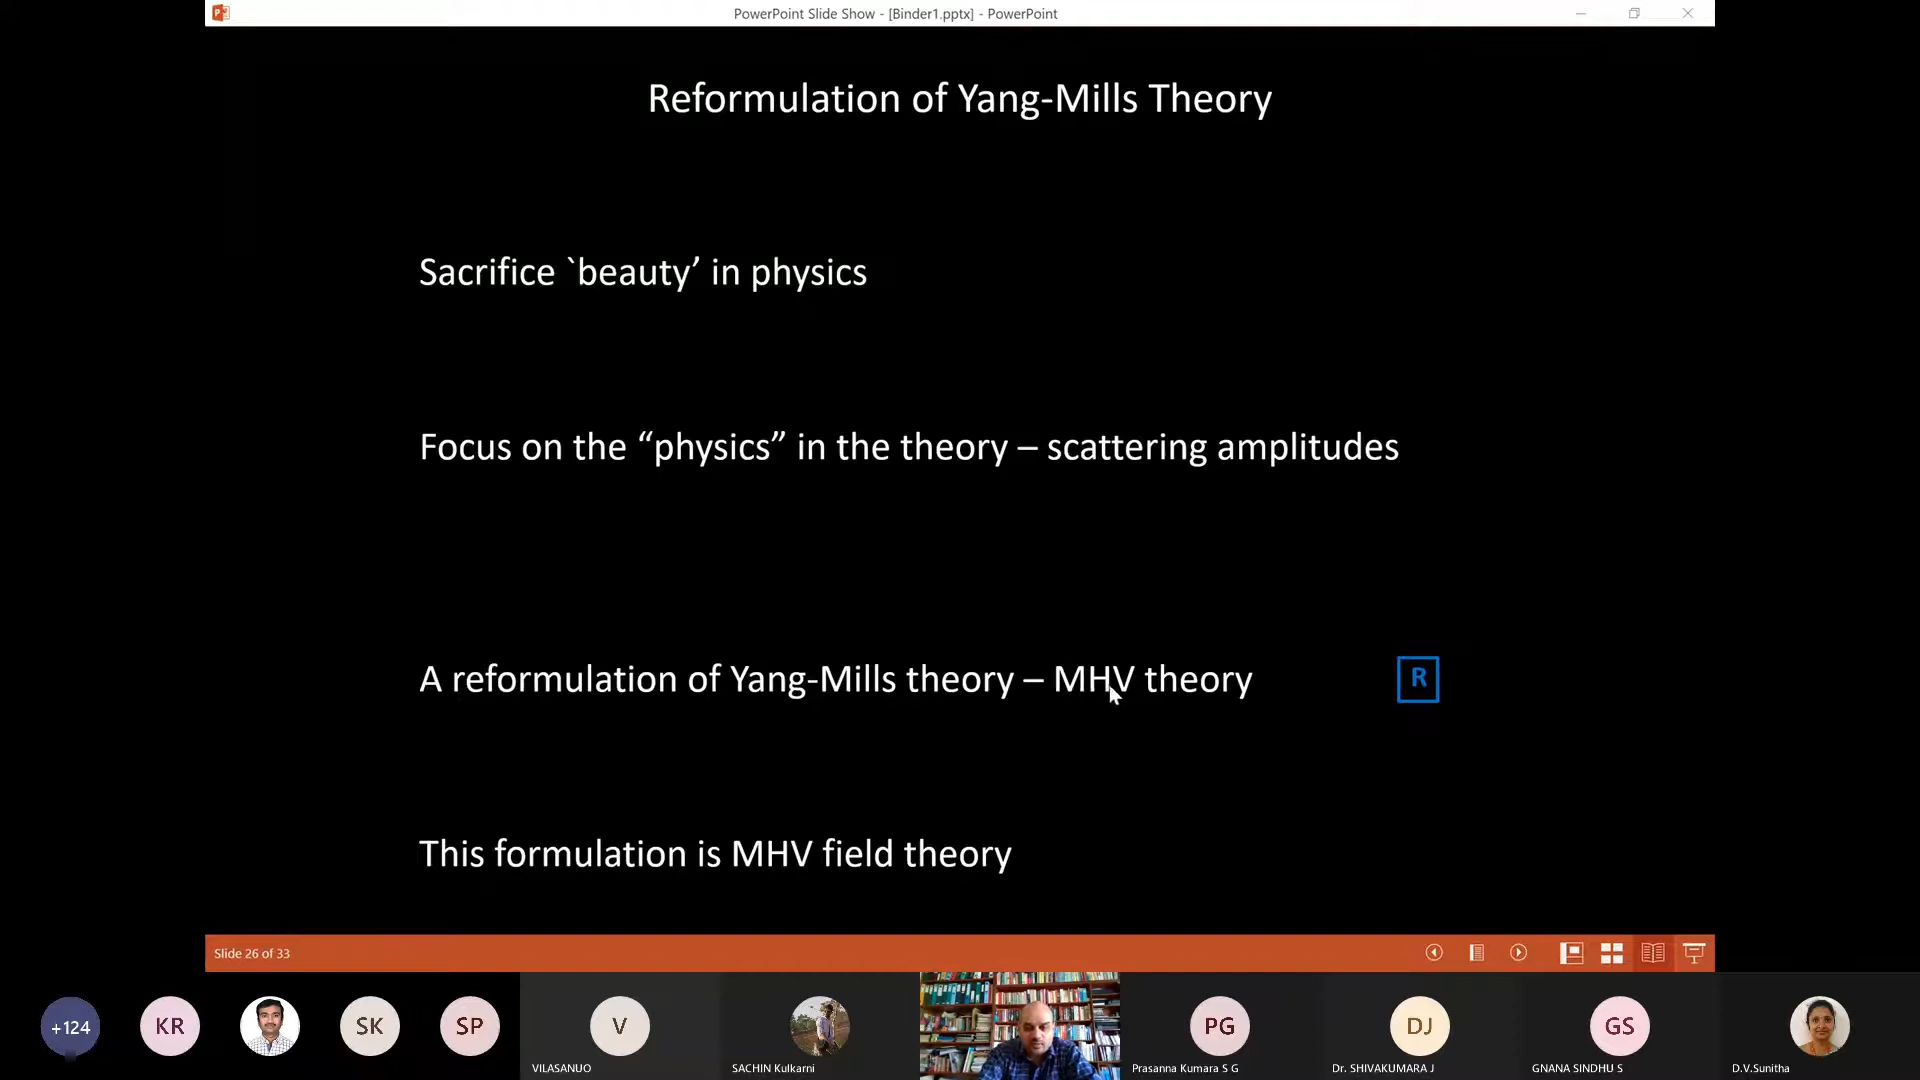 PowerPoint Slide Show - [Binder1.pptx] - PowerPoint
Reformulation of Yang-Mills Theory
Sacrifice `beauty’ in physics
Focus on the “physics” in the theory – scattering amplitudes
A reformulation of Yang-Mills theory – MHV theory R
This formulation is MHV field theory
Slide 26 of 33
+124 KR SK SP V PG DJ GS
VILASANUO SACHIN Kulkarni Prasanna Kumara S G Dr. SHIVAKUMARA J GNANA SINDHU S D.V.Sunitha